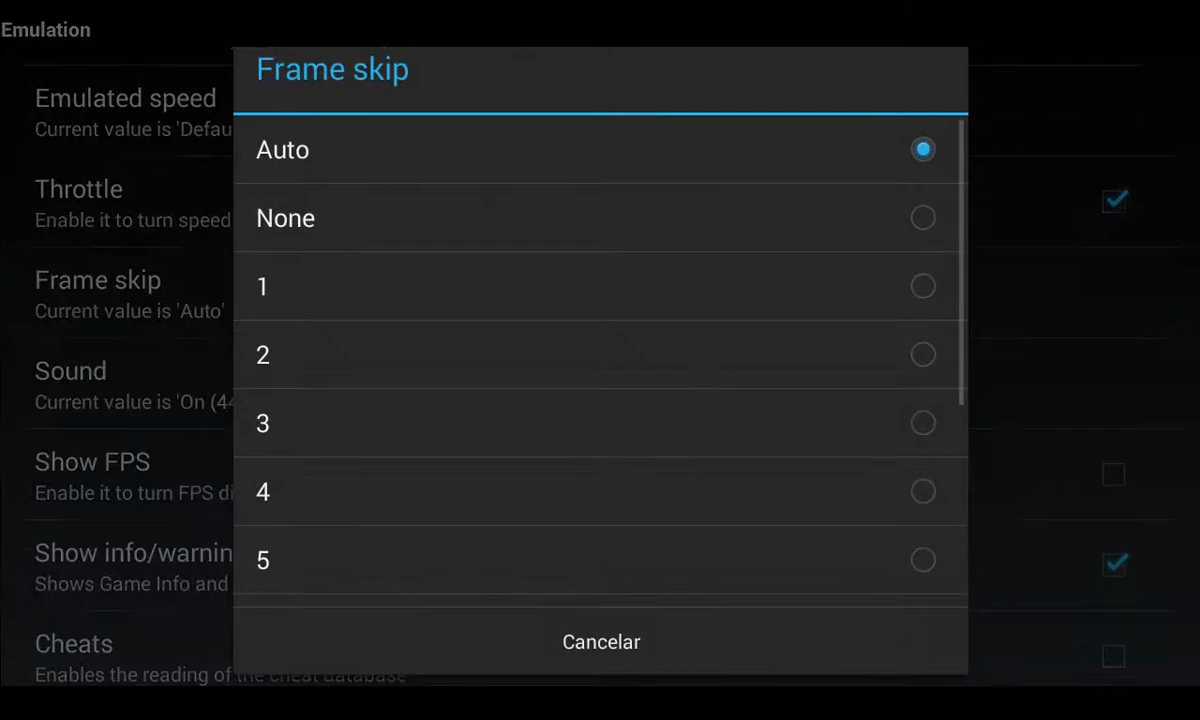 Emulation
Frame skip
Emulated speed
Current value is 'Defau
Auto
Throttle
Enable it to turn speed
None
Frame skip
Current value is 'Auto'
1
2
Sound
Current value is 'On (44
3
Show FPS
Enable it to turn FPS di
4
Show info/warnin
Shows Game Info and
5
Cheats
Enables the reading of the cheat database
Cancelar